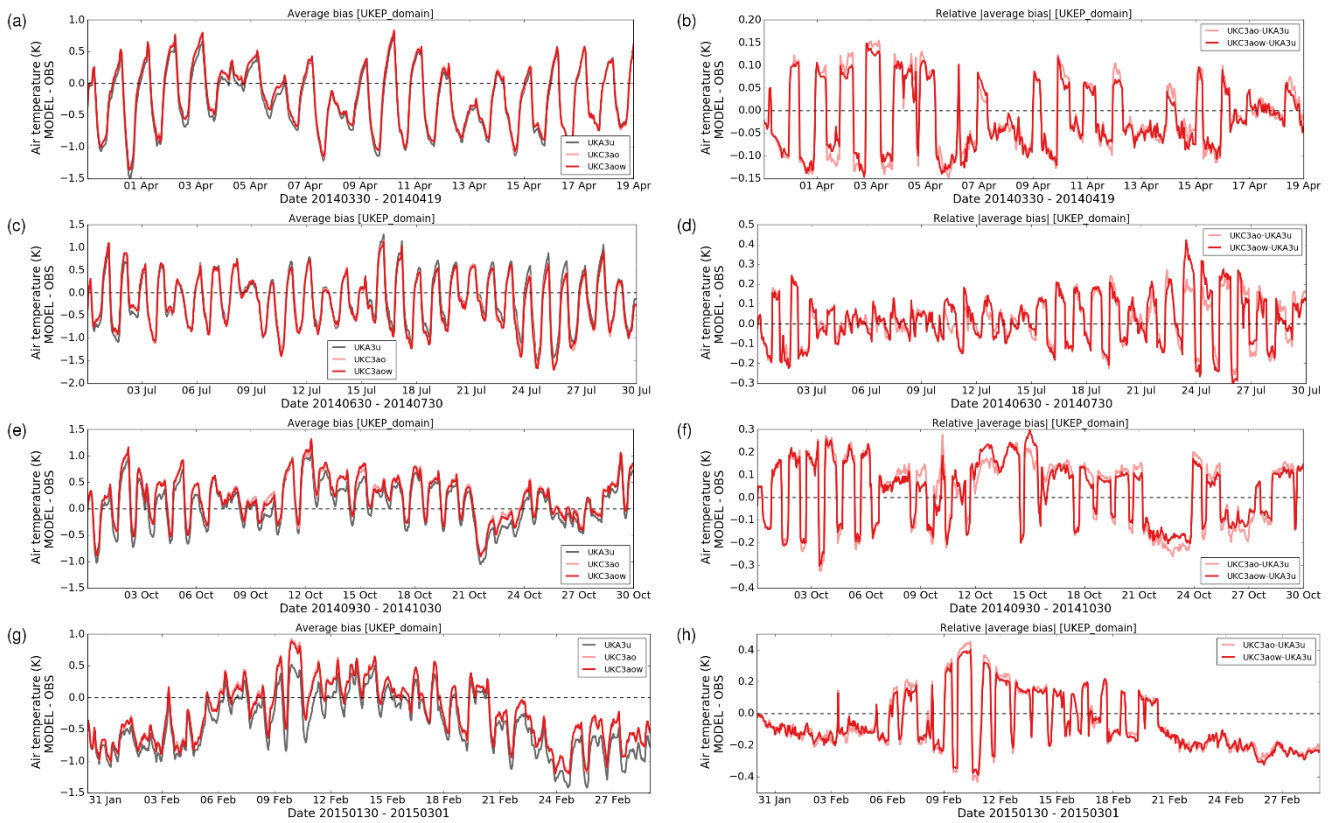 (a)
Average bias [UKEP_domain]
Air temperature (K)
MODEL - OBS
1.0
0.5
0.0
−0.5
−1.0
−1.5
UKA3u
UKC3ao
UKC3aow
01 Apr 03 Apr 05 Apr 07 Apr 09 Apr 11 Apr 13 Apr 15 Apr 17 Apr 19 Apr
Date 20140330 - 20140419
(b)
Relative |average bias| [UKEP_domain]
Air temperature (K)
MODEL - OBS
0.20
0.15
0.10
0.05
0.00
−0.05
−0.10
−0.15
UKC3ao-UKA3u
UKC3aow-UKA3u
01 Apr 03 Apr 05 Apr 07 Apr 09 Apr 11 Apr 13 Apr 15 Apr 17 Apr 19 Apr
Date 20140330 - 20140419
(c)
Average bias [UKEP_domain]
Air temperature (K)
MODEL - OBS
1.5
1.0
0.5
0.0
−0.5
−1.0
−1.5
−2.0
UKA3u
UKC3ao
UKC3aow
03 Jul 06 Jul 09 Jul 12 Jul 15 Jul 18 Jul 21 Jul 24 Jul 27 Jul 30 Jul
Date 20140630 - 20140730
(d)
Relative |average bias| [UKEP_domain]
Air temperature (K)
MODEL - OBS
0.5
0.4
0.3
0.2
0.1
0.0
−0.1
−0.2
−0.3
UKC3ao-UKA3u
UKC3aow-UKA3u
03 Jul 06 Jul 09 Jul 12 Jul 15 Jul 18 Jul 21 Jul 24 Jul 27 Jul 30 Jul
Date 20140630 - 20140730
(e)
Average bias [UKEP_domain]
Air temperature (K)
MODEL - OBS
1.5
1.0
0.5
0.0
−0.5
−1.0
−1.5
UKA3u
UKC3ao
UKC3aow
03 Oct 06 Oct 09 Oct 12 Oct 15 Oct 18 Oct 21 Oct 24 Oct 27 Oct 30 Oct
Date 20140930 - 20141030
(f)
Relative |average bias| [UKEP_domain]
Air temperature (K)
MODEL - OBS
0.3
0.2
0.1
0.0
−0.1
−0.2
−0.3
−0.4
UKC3ao-UKA3u
UKC3aow-UKA3u
03 Oct 06 Oct 09 Oct 12 Oct 15 Oct 18 Oct 21 Oct 24 Oct 27 Oct 30 Oct
Date 20140930 - 20141030
(g)
Average bias [UKEP_domain]
Air temperature (K)
MODEL - OBS
1.0
0.5
0.0
−0.5
−1.0
−1.5
UKA3u
UKC3ao
UKC3aow
31 Jan 03 Feb 06 Feb 09 Feb 12 Feb 15 Feb 18 Feb 21 Feb 24 Feb 27 Feb
Date 20150130 - 20150301
(h)
Relative |average bias| [UKEP_domain]
Air temperature (K)
MODEL - OBS
0.4
0.2
0.0
−0.2
−0.4
UKC3ao-UKA3u
UKC3aow-UKA3u
31 Jan 03 Feb 06 Feb 09 Feb 12 Feb 15 Feb 18 Feb 21 Feb 24 Feb 27 Feb
Date 20150130 - 20150301